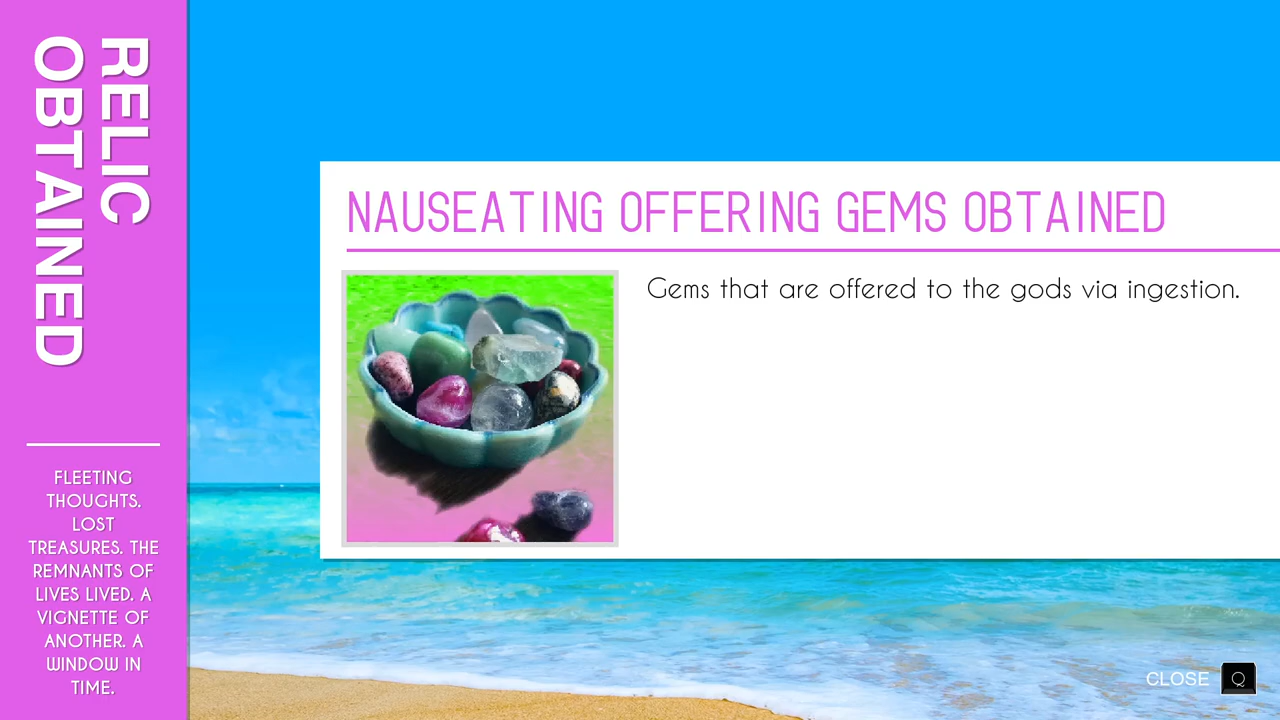 RELIC
OBTAINED
FLEETING
THOUGHTS.
LOST
TREASURES. THE
REMNANTS OF
LIVES LIVED. A
VIGNETTE OF
ANOTHER. A
WINDOW IN
TIME.
NAUSEATING OFFERING GEMS OBTAINED
Gems that are offered to the gods via ingestion.
CLOSE Q